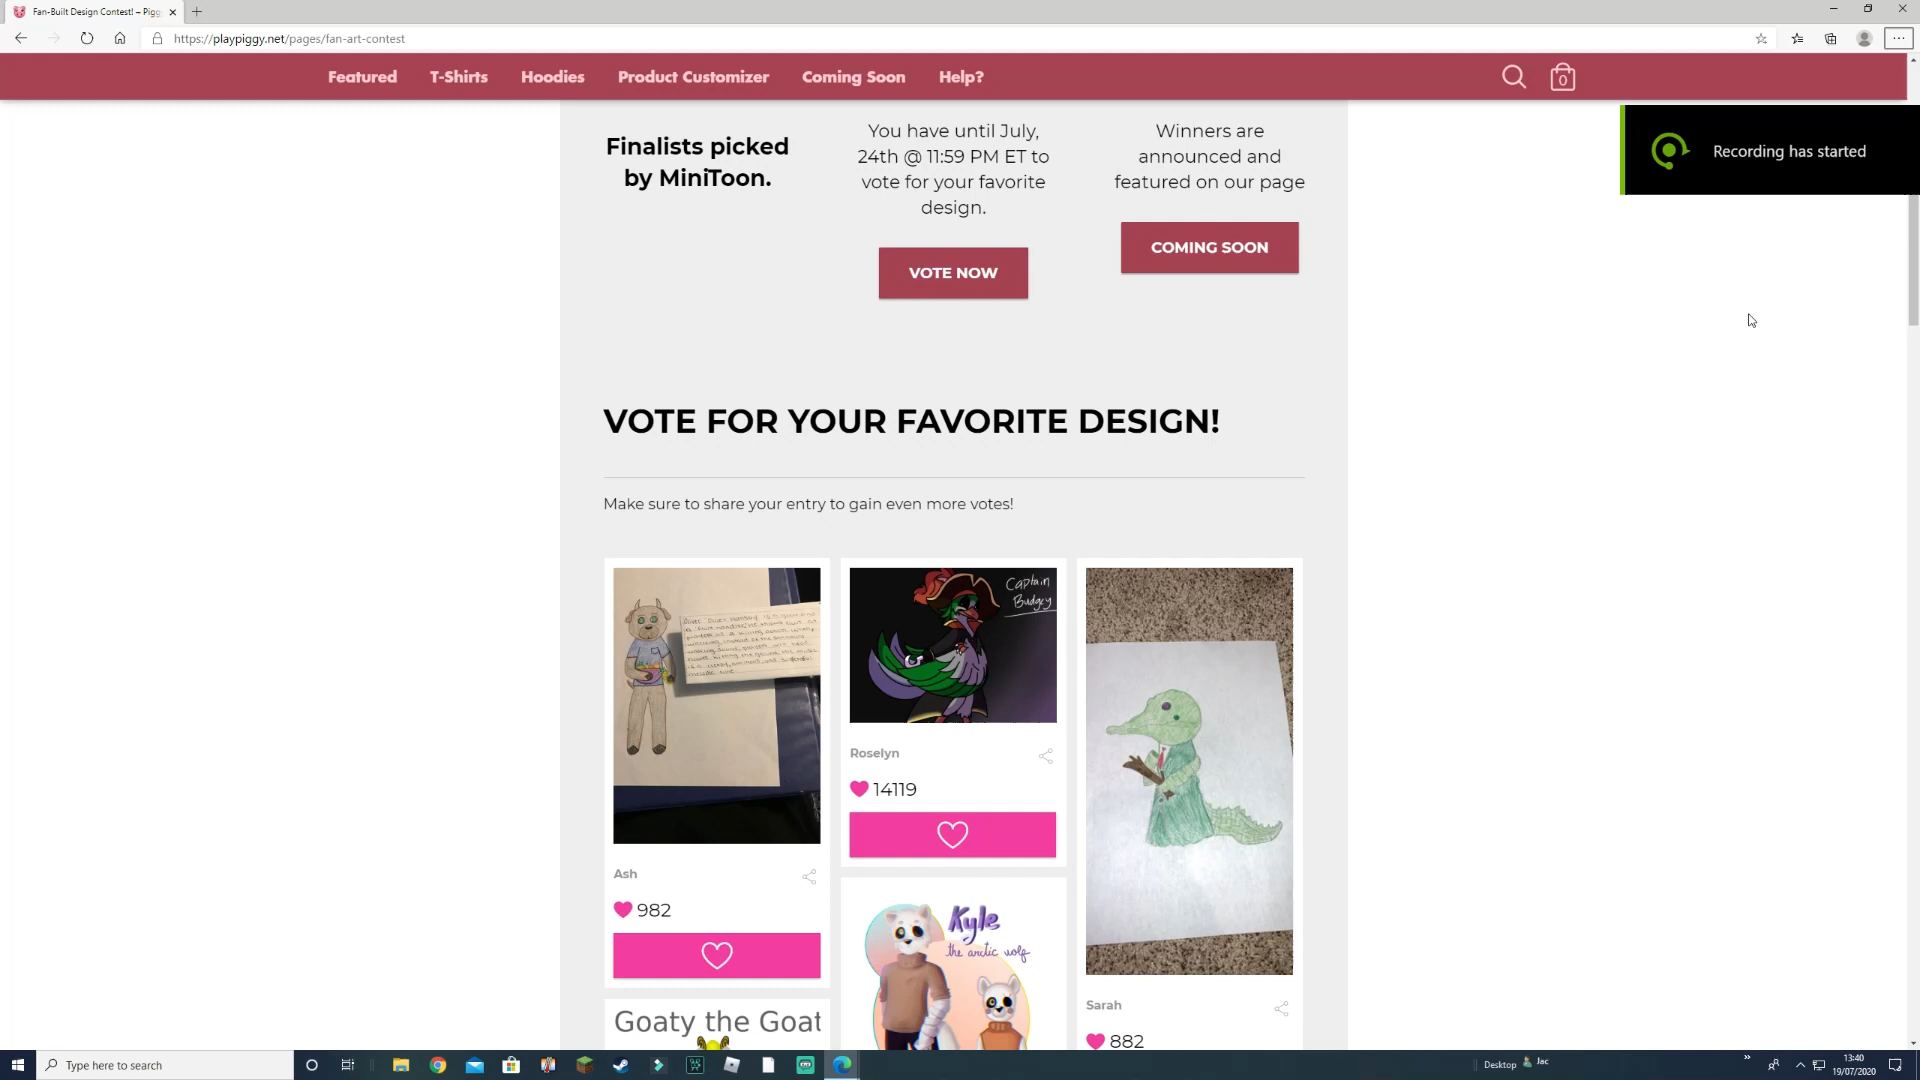 Fan-Built Design Contest! – Pigg
https://playpiggy.net/pages/fan-art-contest
Featured
T-Shirts
Hoodies
Product Customizer
Coming Soon
Help?
0
Recording has started
Finalists picked
by MiniToon.
You have until July,
24th @ 11:59 PM ET to
vote for your favorite
design.
VOTE NOW
Winners are
announced and
featured on our page
COMING SOON
VOTE FOR YOUR FAVORITE DESIGN!
Make sure to share your entry to gain even more votes!
Captain
Budgey
Roselyn
14119
Ash
982
Kyle
the arctic wolf
Sarah
882
Goaty the Goat
Type here to search
Desktop
Jac
13:40
19/07/2020